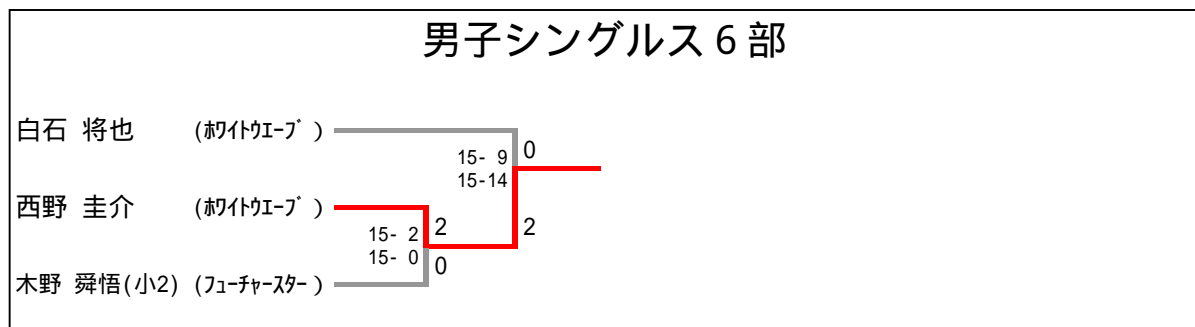 男子シングルス６部
白石 将也 (ﾎﾜｲﾄｳｴｰﾌﾞ)
15- 9 0
15-14
西野 圭介 (ﾎﾜｲﾄｳｴｰﾌﾞ)
15- 2 2 2
15- 0 0
木野 舜悟(小2) (ﾌｭｰﾁｬｰｽﾀｰ)